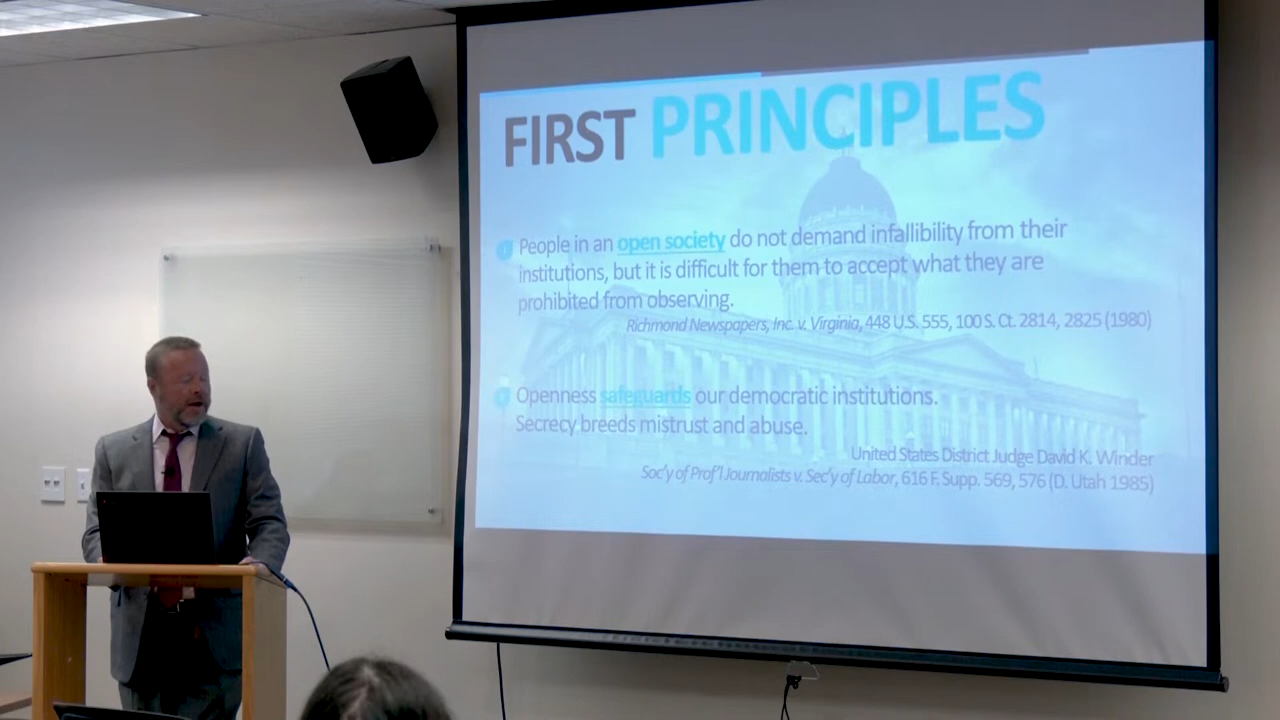 FIRST PRINCIPLES
People in an open society do not demand infallibility from their
institutions, but it is difficult for them to accept what they are
prohibited from observing.
Richmond Newspapers, Inc. v. Virginia, 448 U.S. 555, 100 S. Ct. 2814, 2825 (1980)
Openness safeguards our democratic institutions.
Secrecy breeds mistrust and abuse.
United States District Judge David K. Winder
Soc'y of Prof'l Journalists v. Sec'y of Labor, 616 F. Supp. 569, 576 (D. Utah 1985)